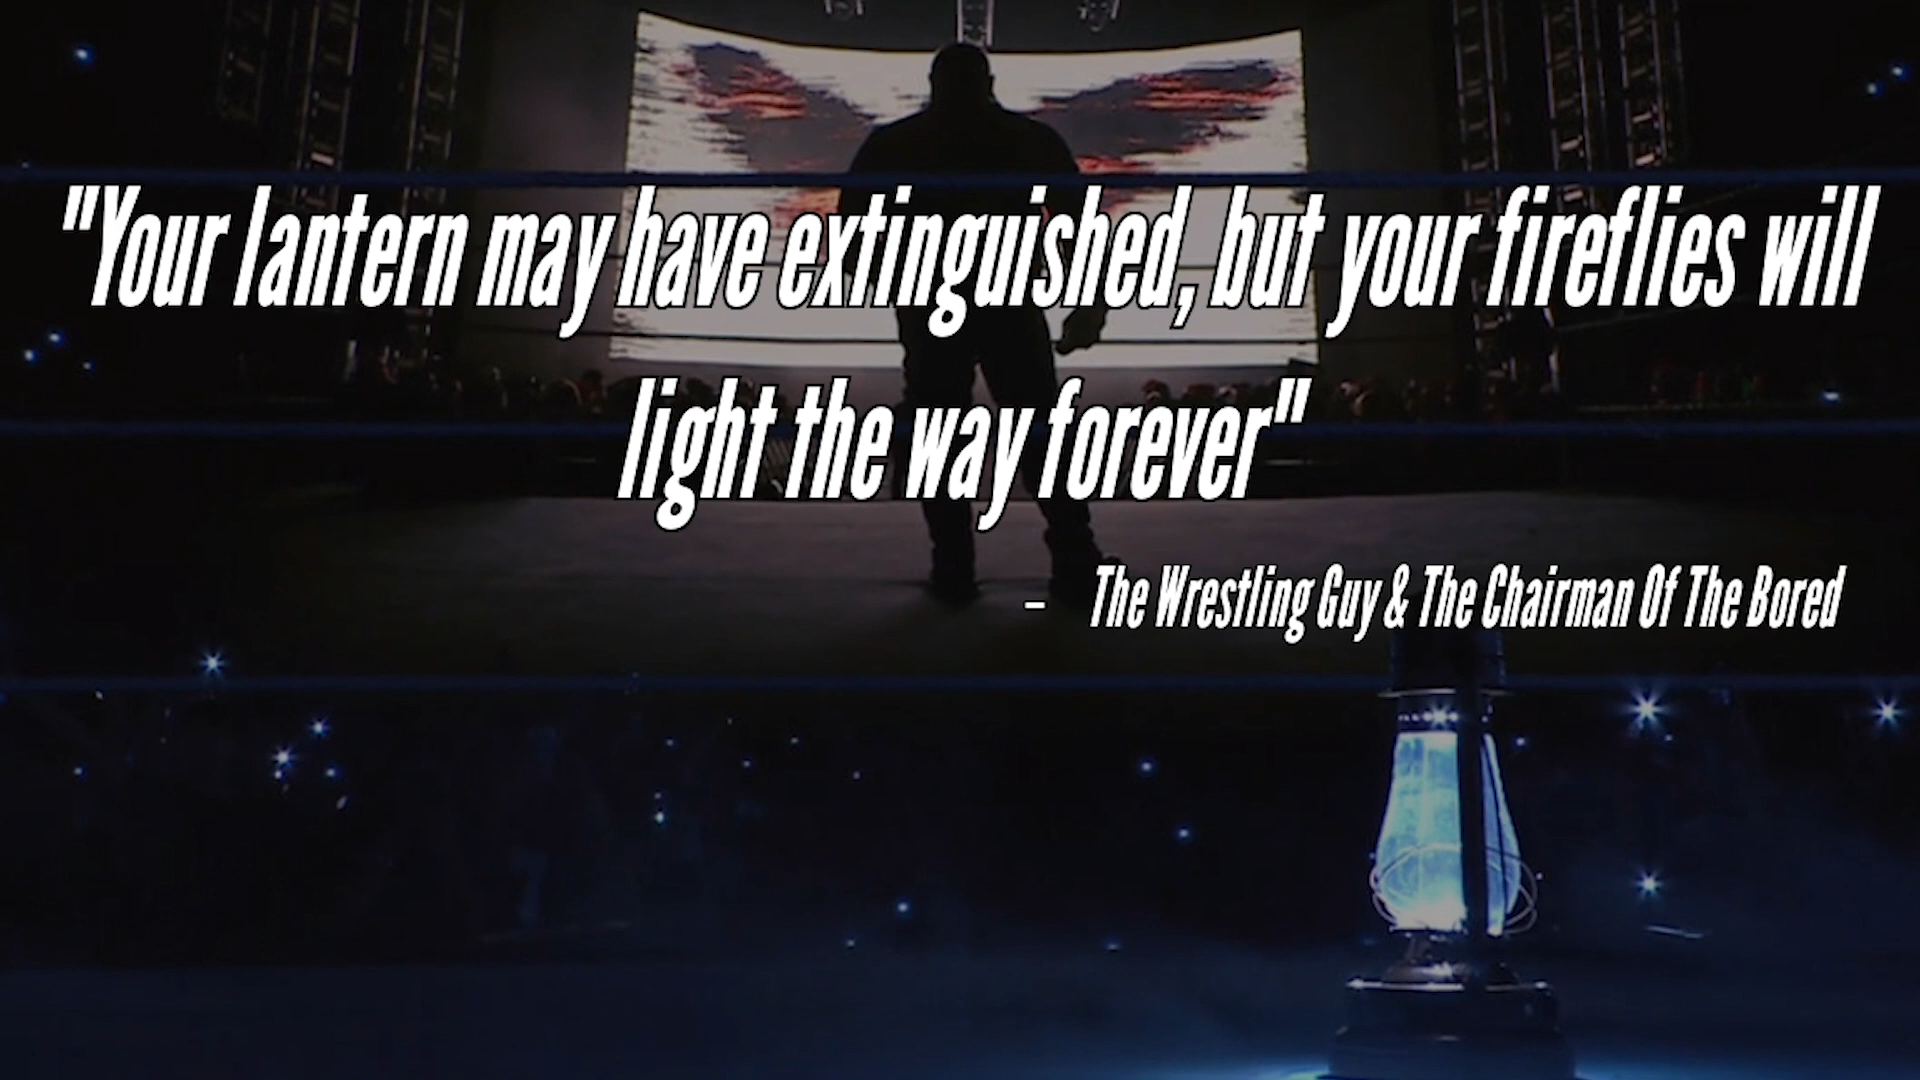 "Your lantern may have extinguished, but your fireflies will
light the way forever"
– The Wrestling Guy & The Chairman Of The Bored